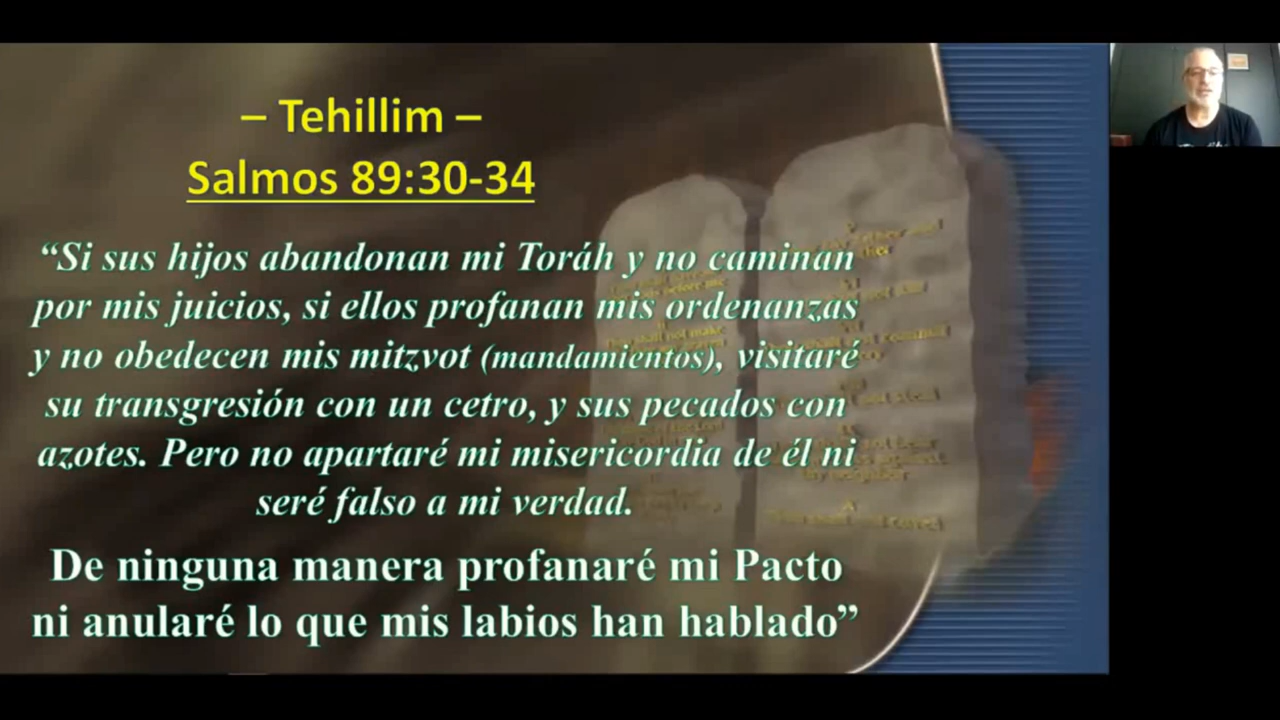 – Tehillim –
Salmos 89:30-34
“Si sus hijos abandonan mi Toráh y no caminan
por mis juicios, si ellos profanan mis ordenanzas
y no obedecen mis mitzvot (mandamientos), visitaré
su transgresión con un cetro, y sus pecados con
azotes. Pero no apartaré mi misericordia de él ni
seré falso a mi verdad.
De ninguna manera profanaré mi Pacto
ni anularé lo que mis labios han hablado”